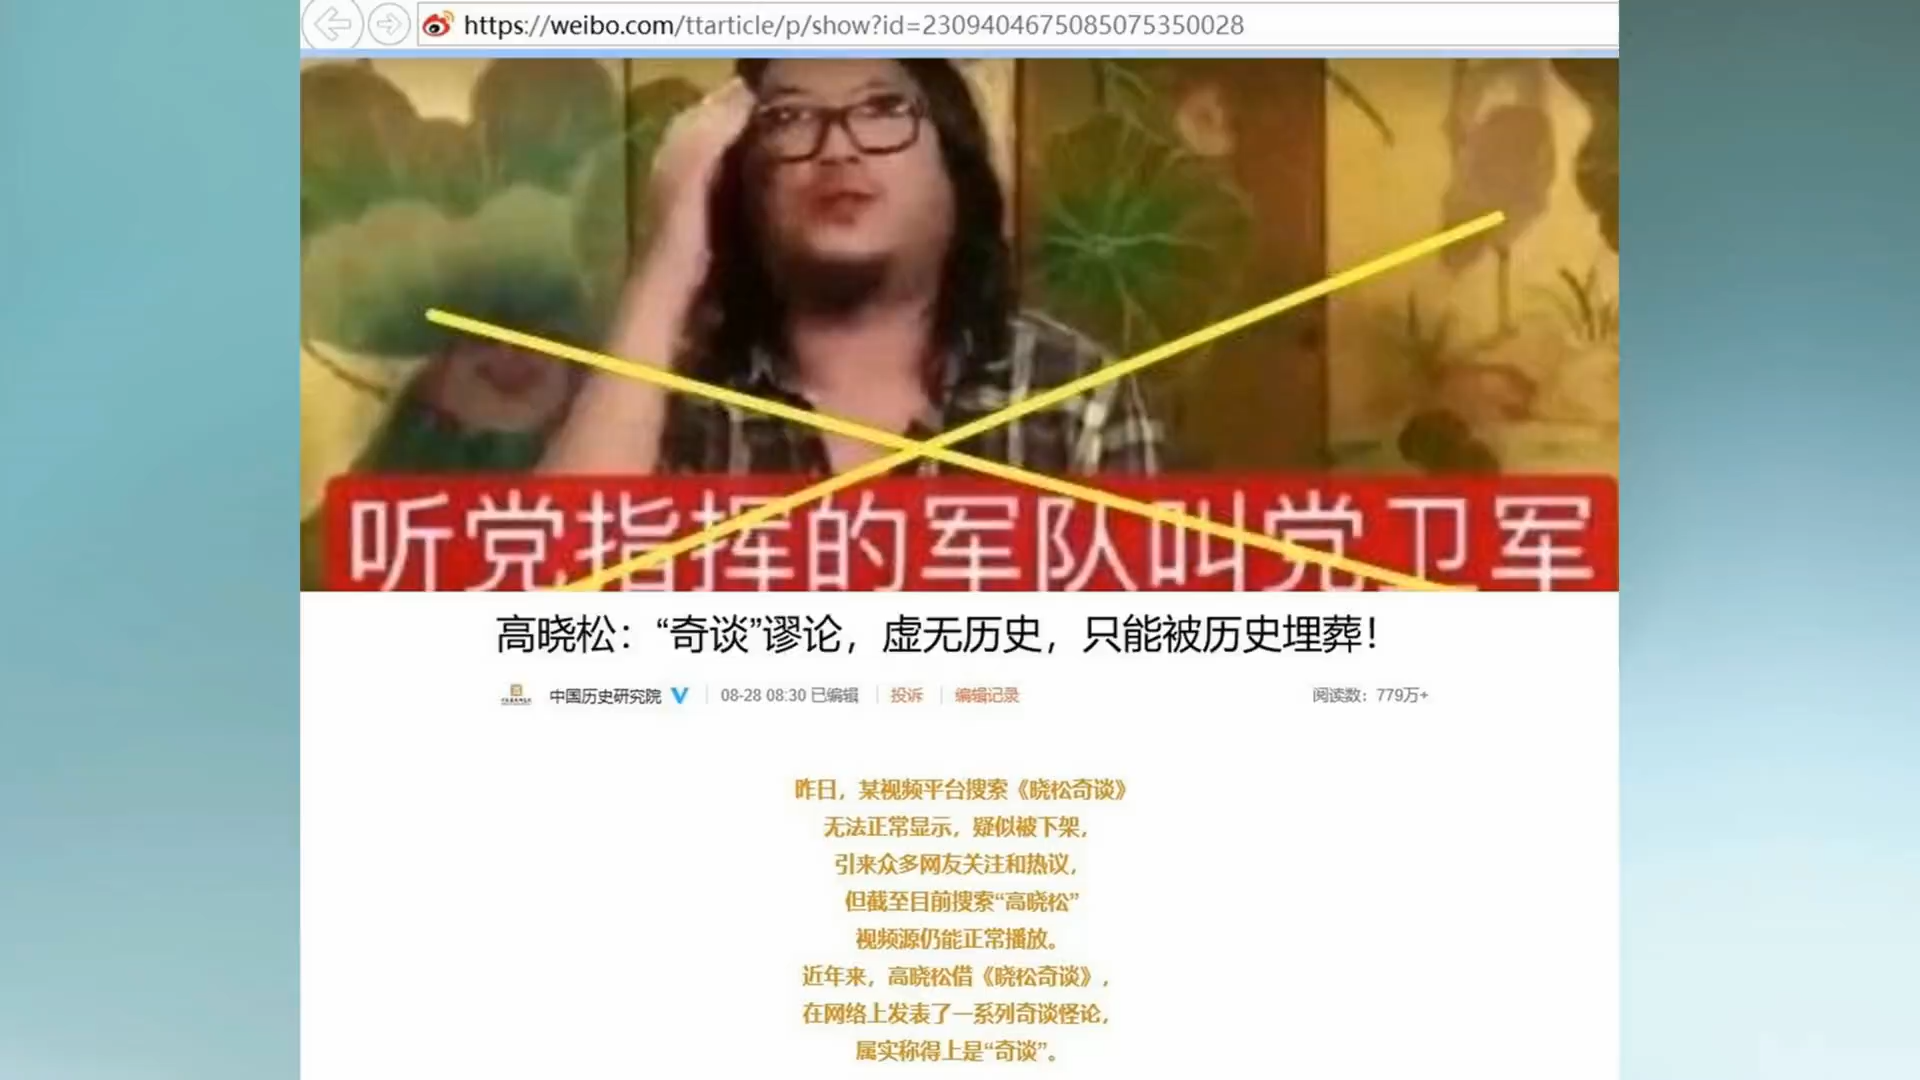 https://weibo.com/ttarticle/p/show?id=2309404675085075350028
听党指挥的军队叫党卫军
高晓松：“奇谈”谬论，虚无历史，只能被历史埋葬！
中国历史研究院 08-28 08:30 已编辑 投诉 编辑记录 阅读数：779万+
昨日，某视频平台搜索《晓松奇谈》
无法正常显示，疑似被下架，
引来众多网友关注和热议，
但截至目前搜索“高晓松”
视频源仍能正常播放。
近年来，高晓松借《晓松奇谈》，
在网络上发表了一系列奇谈怪论，
属实称得上是“奇谈”。